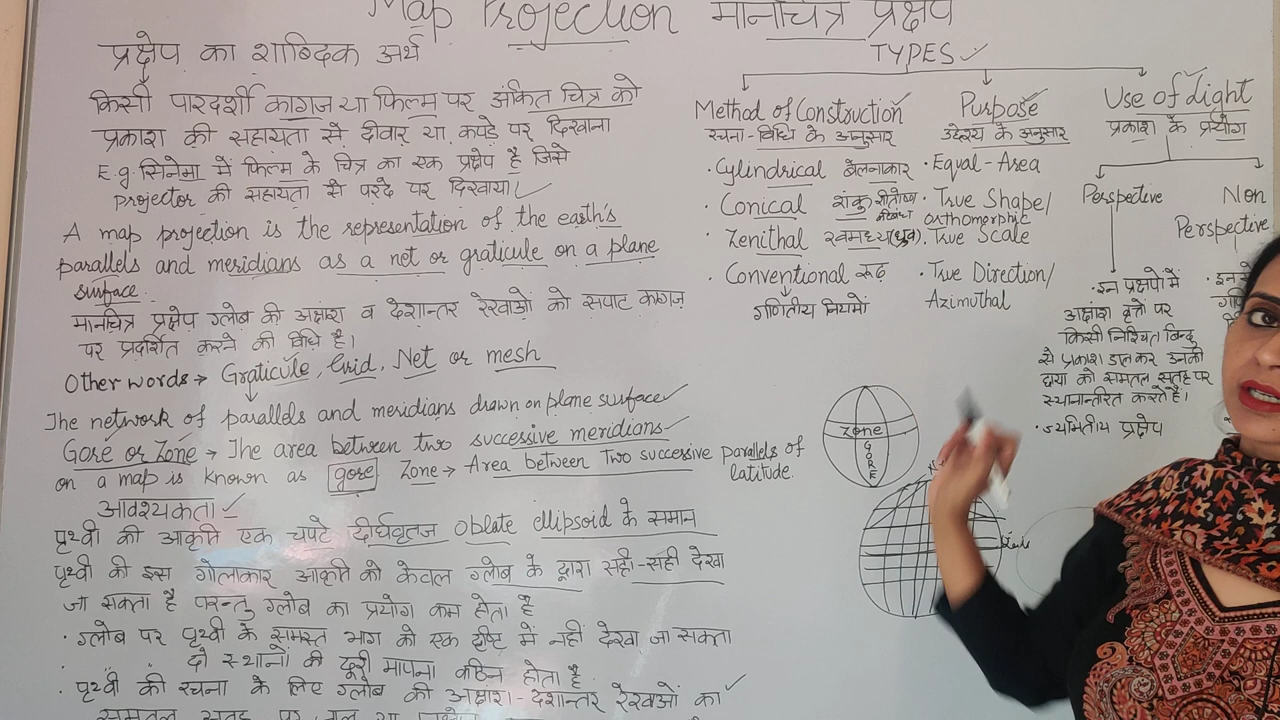 Map Projection मानचित्र प्रक्षेप
प्रक्षेप का शाब्दिक अर्थ
किसी पारदर्शी कागज़ या फिल्म पर अंकित चित्र को
प्रकाश की सहायता से दीवार या कपड़े पर दिखाना
E.g. सिनेमा में फिल्म के चित्र का एक प्रक्षेप है जिसे
Projector की सहायता से परदे पर दिखाया।
A map projection is the representation of the earth's
parallels and meridians as a net or graticule on a plane
surface.
मानचित्र प्रक्षेप ग्लोब की अक्षांश व देशान्तर रेखाओं को सपाट कागज़
पर प्रदर्शित करने की विधि है।
Other words → Graticule, Grid, Net or mesh
The network of parallels and meridians drawn on plane surface
Gore or Zone → The area between two successive meridians
on a map is known as gore Zone → Area between Two successive parallels of
latitude.
आवश्यकता
पृथ्वी की आकृति एक चपटे दीर्घवृतज Oblate ellipsoid के समान
पृथ्वी की इस गोलाकार आकृति को केवल ग्लोब के द्वारा सही-सही देखा
जा सकता है परन्तु ग्लोब का प्रयोग कम होता है
· ग्लोब पर पृथ्वी के समस्त भाग को एक दृष्टि में नहीं देखा जा सकता
· दो स्थानों की दूरी मापना कठिन होता है
· पृथ्वी की रचना के लिए ग्लोब की अक्षांश-देशान्तर रेखाओं का
समतल सतह पर
TYPES
Method of Construction
रचना-विधि के अनुसार
· Cylindrical बेलनाकार
· Conical शंकु
· Zenithal खमध्य (ध्रुव)
· Conventional रूढ़
गणितीय नियमों
Purpose
उद्देश्य के अनुसार
· Equal-Area
· True Shape/
Orthomorphic
· True Scale
· True Direction/
Azimuthal
Use of Light
प्रकाश के प्रयोग
Perspective
· इन प्रक्षेपो में
अक्षांश वृत्तो पर
किसी निश्चित बिन्दु
से प्रकाश डालकर उनकी
छाया को समतल सतह पर
स्थानान्तरित करते है।
· ज्यमितीय प्रक्षेप
Non
Perspective
Zone
GORE